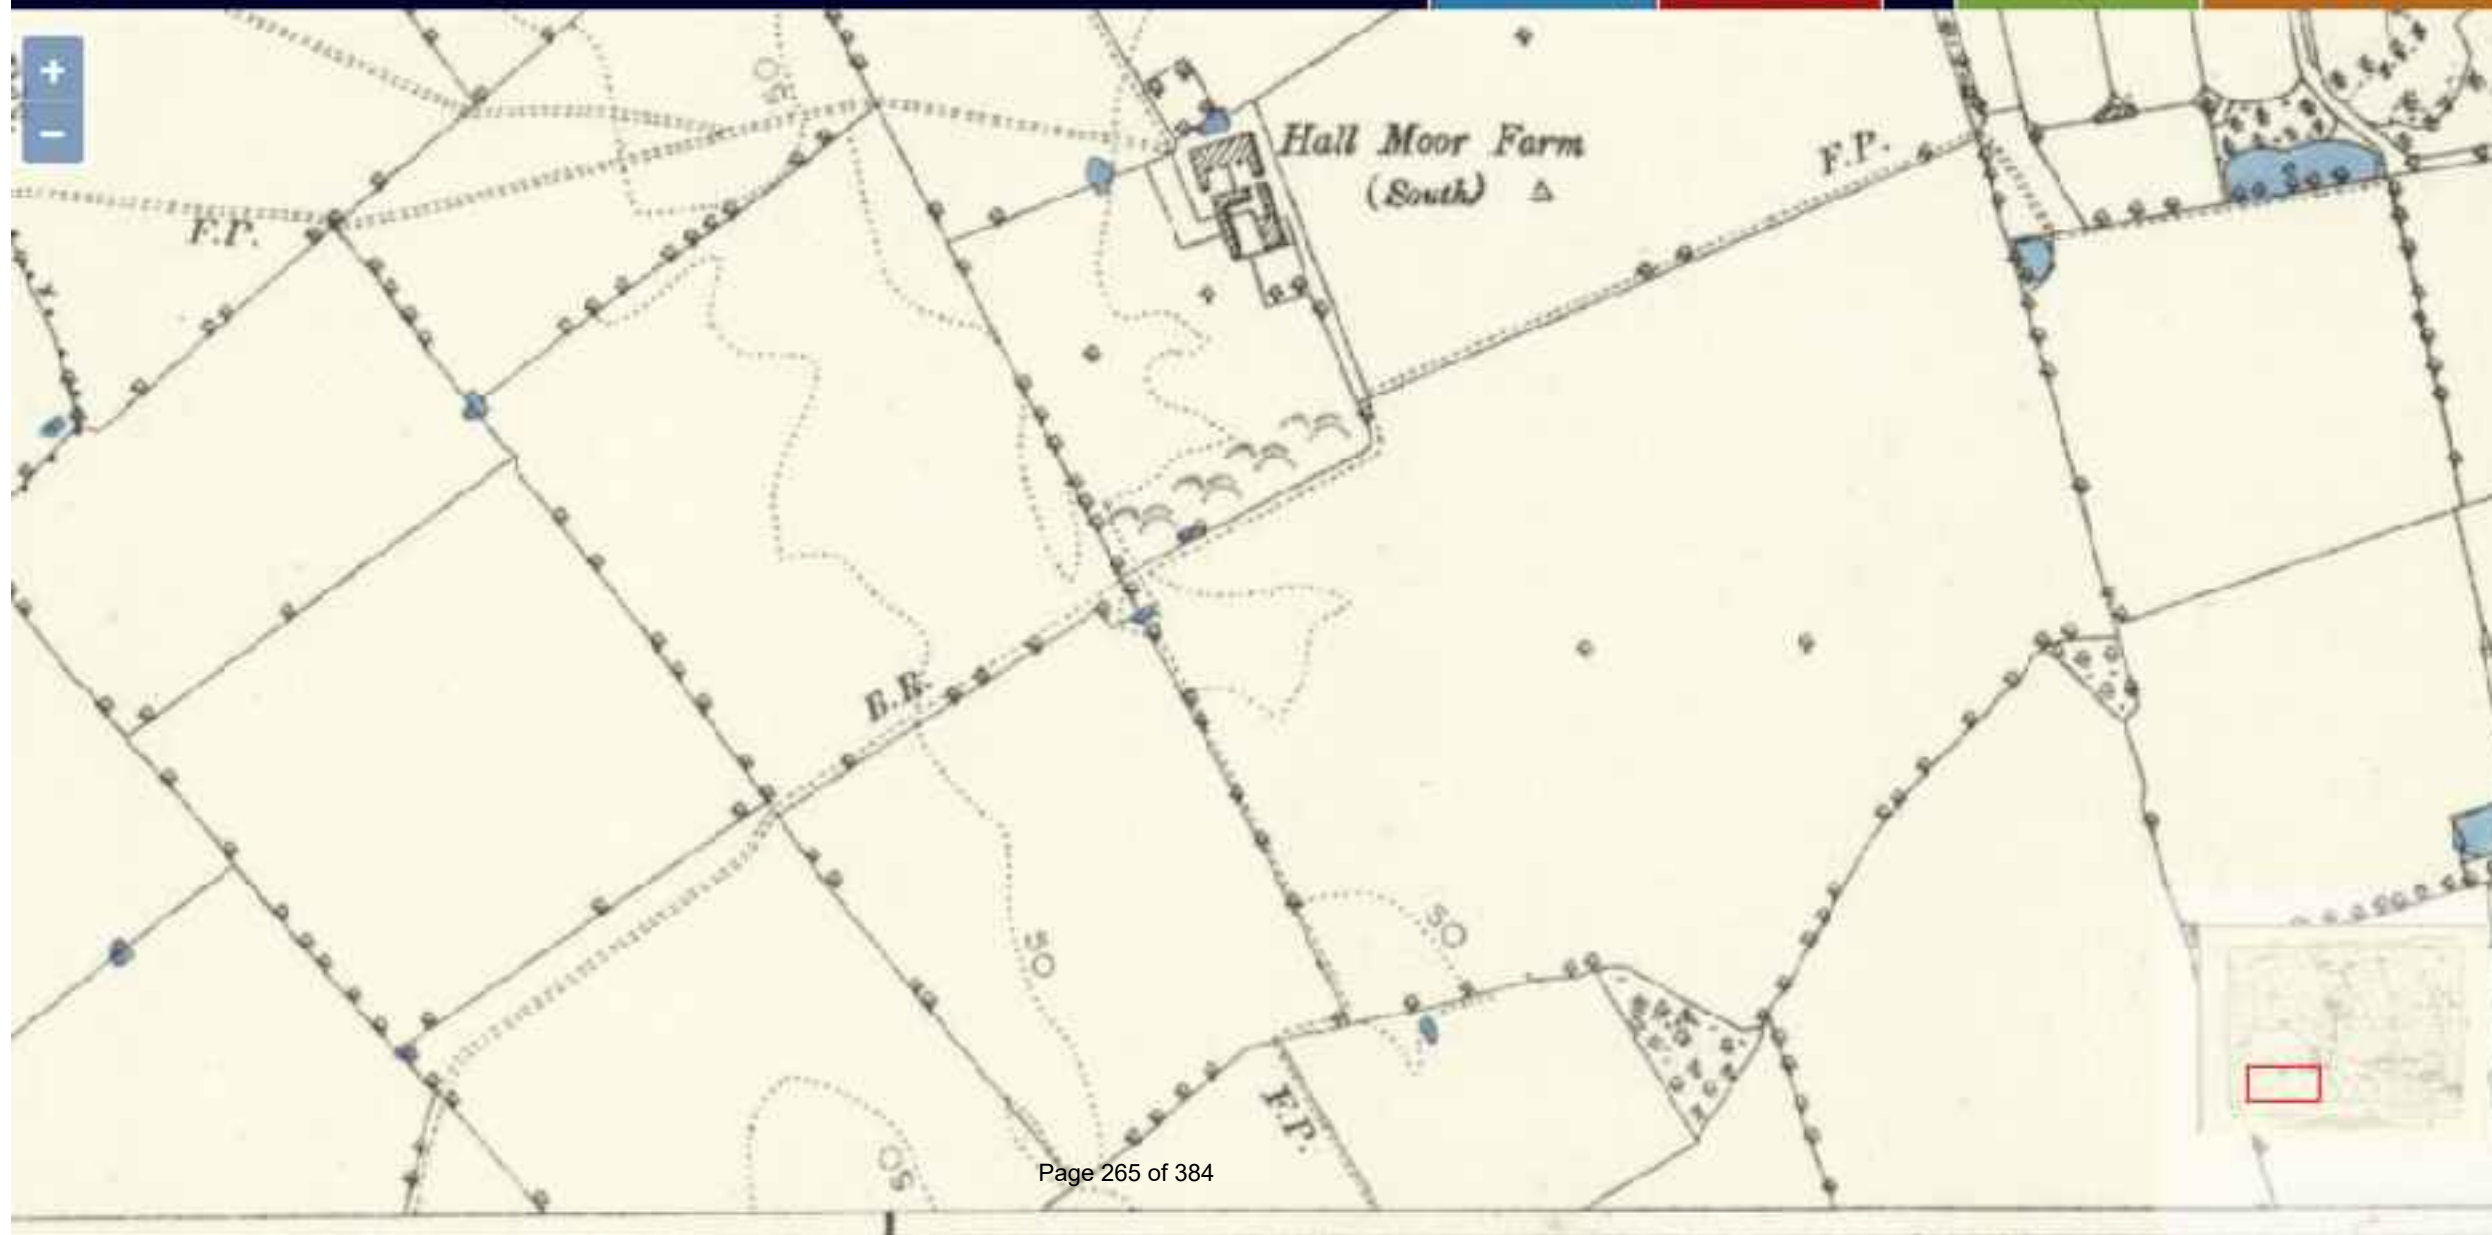 +
−
50
Hall Moor Farm
(South)
F.P.
F.P.
B.R.
50
50
F.P.
50
Page 265 of 384